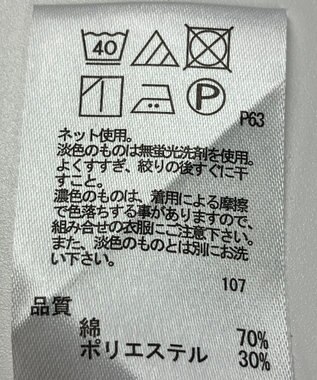 40
P
P63
ネット使用。
淡色のものは無蛍光洗剤を使用。
よくすすぎ、絞りの後すぐに干
すこと。
濃色のものは、着用による摩擦
で色落ちする事がありますので、
組み合せの衣服にご注意下さい。
また、淡色のものとは別にお洗
い下さい。
107
品質
綿 70%
ポリエステル 30%